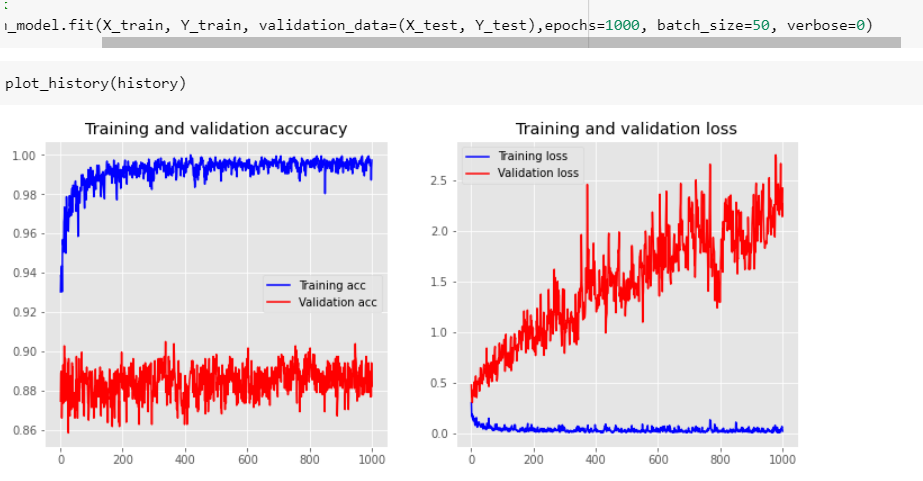 _model.fit(X_train, Y_train, validation_data=(X_test, Y_test),epochs=1000, batch_size=50, verbose=0)
plot_history(history)
Training and validation accuracy
1.00
0.98
0.96
0.94
0.92
0.90
0.88
0.86
Training acc
Validation acc
0 200 400 600 800 1000
Training and validation loss
Training loss
Validation loss
2.5
2.0
1.5
1.0
0.5
0.0
0 200 400 600 800 1000